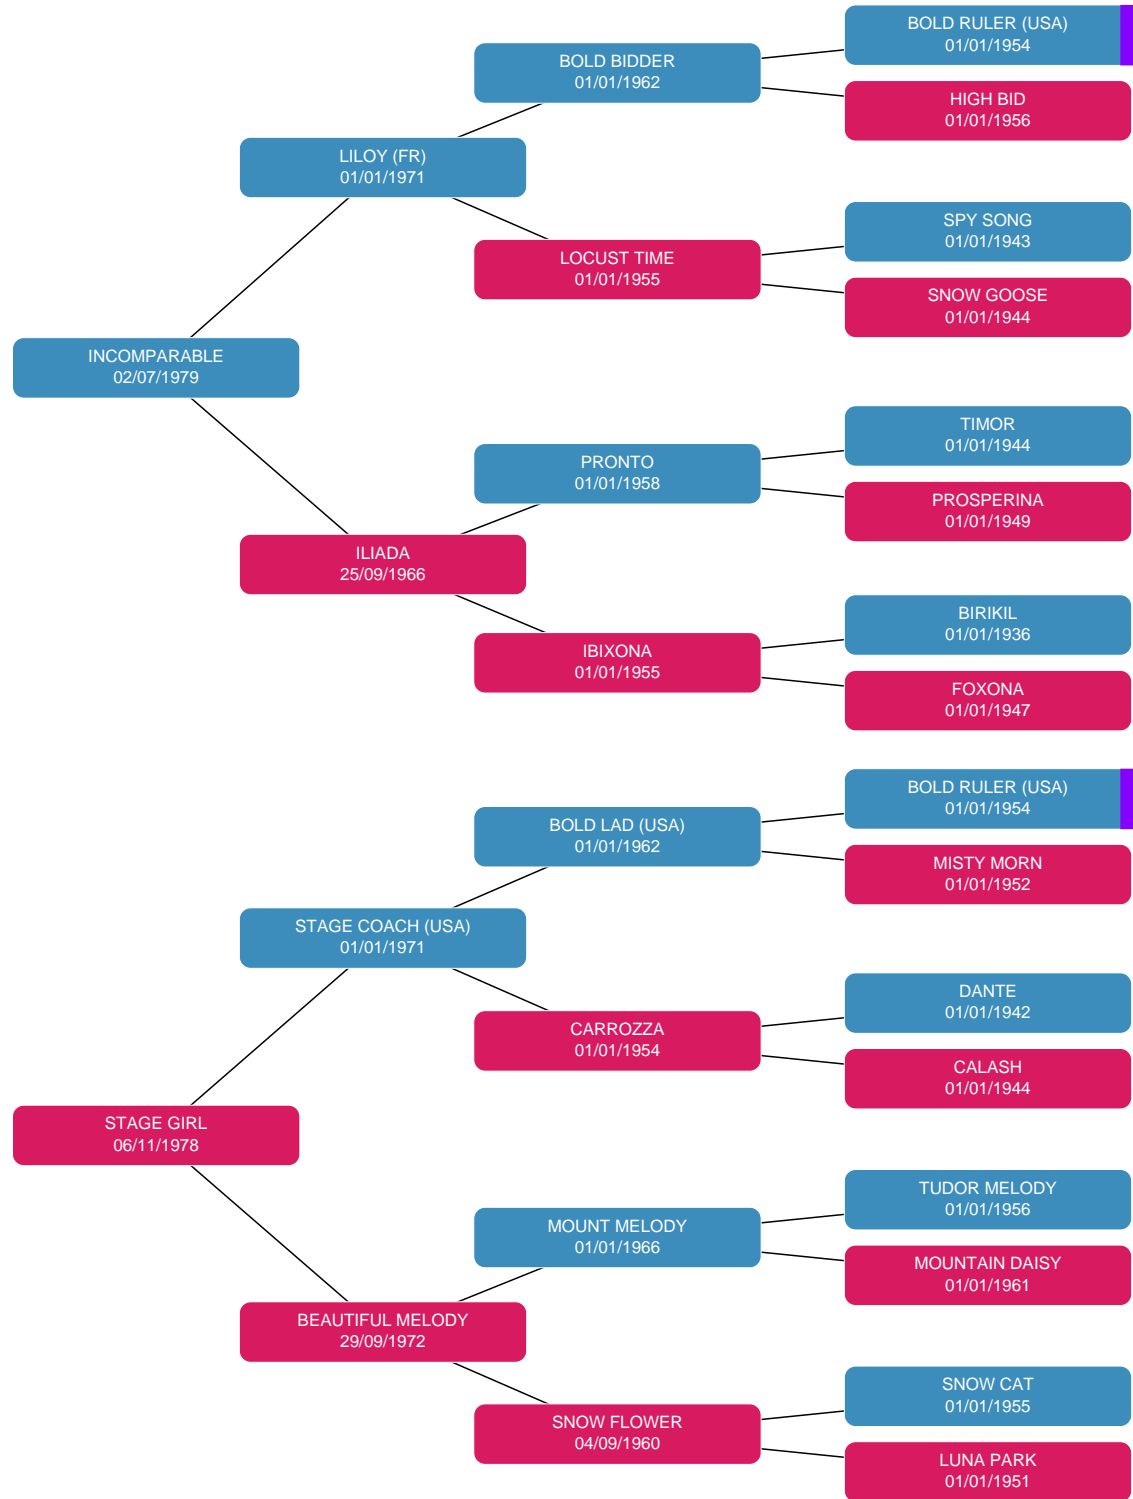 BOLD RULER (USA)
01/01/1954
BOLD BIDDER
01/01/1962
HIGH BID
01/01/1956
LILOY (FR)
01/01/1971
SPY SONG
01/01/1943
LOCUST TIME
01/01/1955
SNOW GOOSE
01/01/1944
INCOMPARABLE
02/07/1979
TIMOR
01/01/1944
PRONTO
01/01/1958
PROSPERINA
01/01/1949
ILIADA
25/09/1966
BIRIKIL
01/01/1936
IBIXONA
01/01/1955
FOXONA
01/01/1947
BOLD RULER (USA)
01/01/1954
BOLD LAD (USA)
01/01/1962
MISTY MORN
01/01/1952
STAGE COACH (USA)
01/01/1971
DANTE
01/01/1942
CARROZZA
01/01/1954
CALASH
01/01/1944
STAGE GIRL
06/11/1978
TUDOR MELODY
01/01/1956
MOUNT MELODY
01/01/1966
MOUNTAIN DAISY
01/01/1961
BEAUTIFUL MELODY
29/09/1972
SNOW CAT
01/01/1955
SNOW FLOWER
04/09/1960
LUNA PARK
01/01/1951